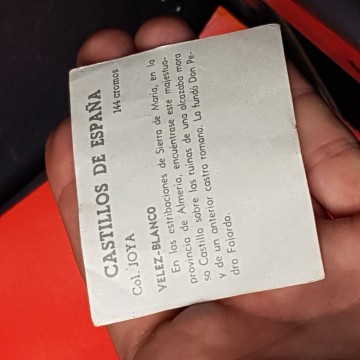 CASTILLOS DE ESPAÑA
Col. JOYA 144 cromos
VELEZ-BLANCO
En las estribaciones de Sierra de María, en la
provincia de Almería, encuéntrase este majestuo-
so Castillo sobre las ruinas de una alcazaba mora
y de un anterior castro romano. La fundó Don Pe-
dro Fajardo.